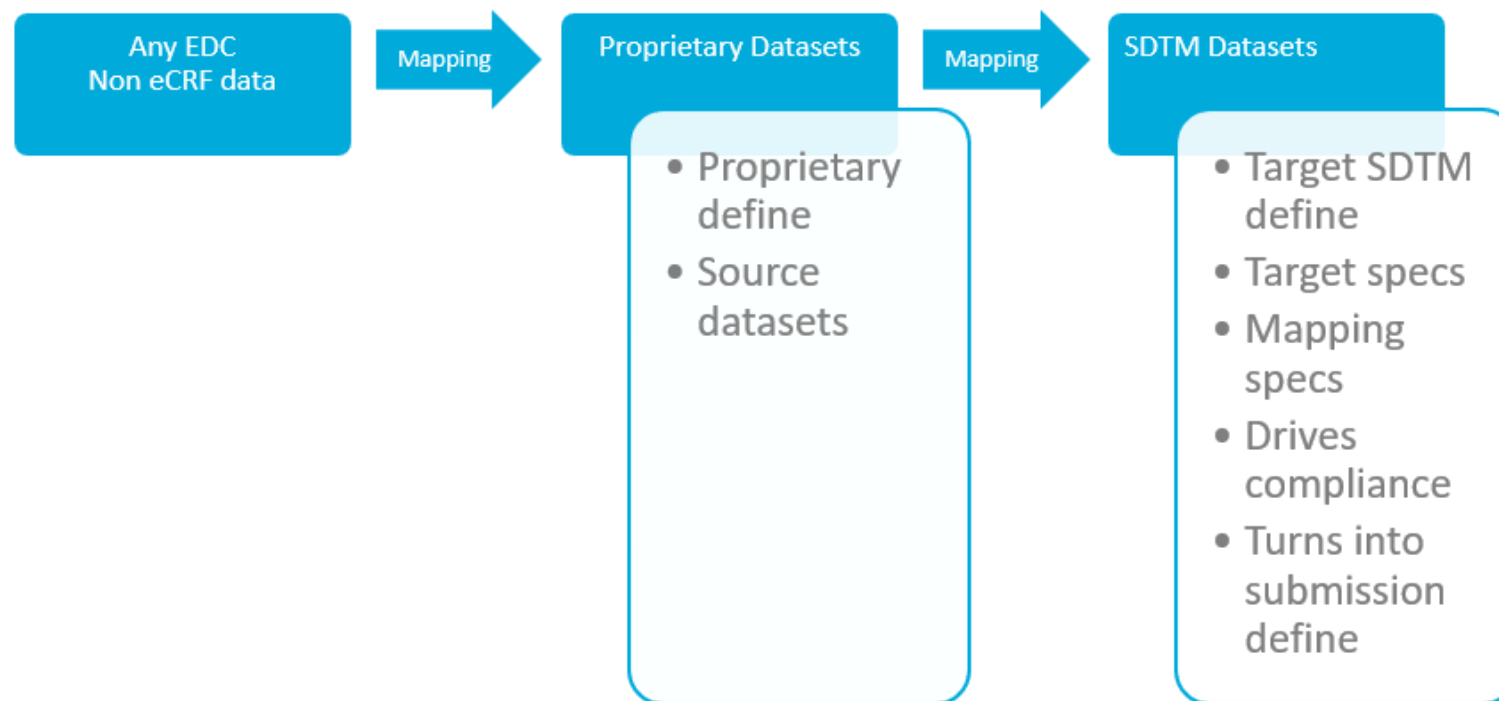 Any EDC
Non eCRF data
Mapping
Proprietary Datasets
• Proprietary
define
• Source
datasets
Mapping
SDTM Datasets
• Target SDTM
define
• Target specs
• Mapping
specs
• Drives
compliance
• Turns into
submission
define